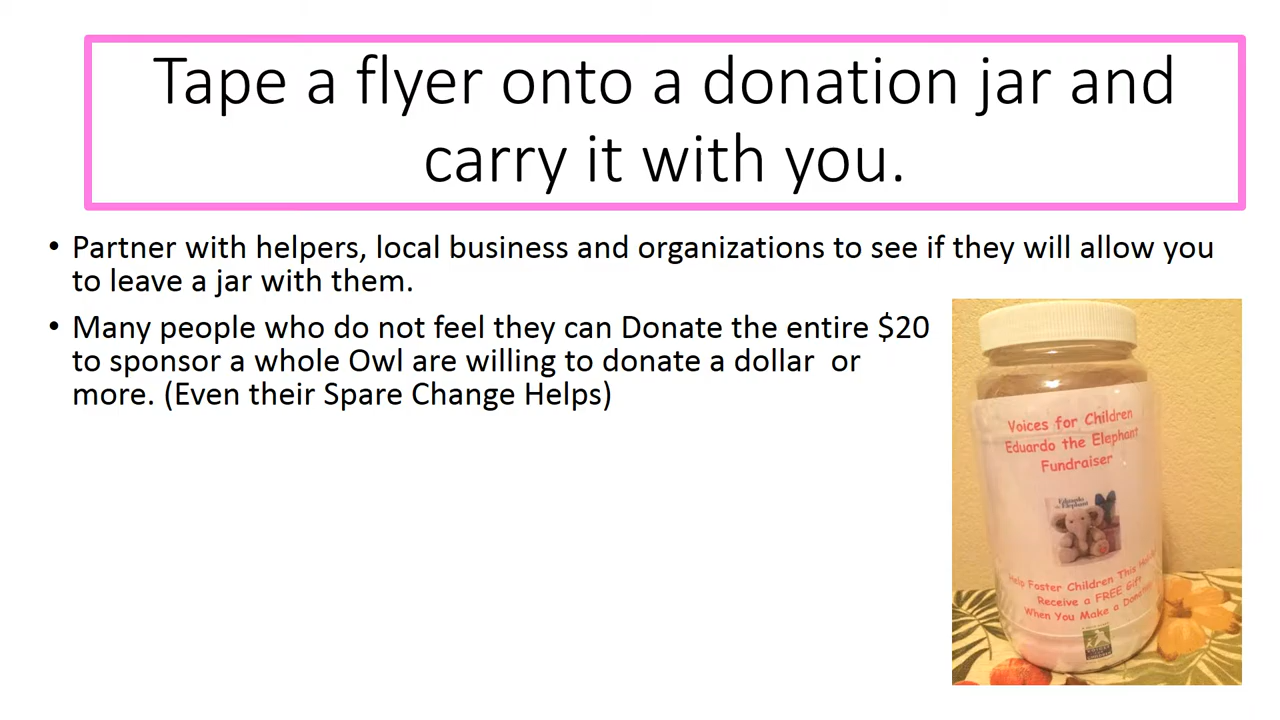 Tape a flyer onto a donation jar and
carry it with you.
• Partner with helpers, local business and organizations to see if they will allow you
to leave a jar with them.
• Many people who do not feel they can Donate the entire $20
to sponsor a whole Owl are willing to donate a dollar  or
more. (Even their Spare Change Helps)
Voices for Children
Eduardo the Elephant
Fundraiser
Eduardo
the Elephant
Help Foster Children This
Receive a FREE Gift
When You Make a